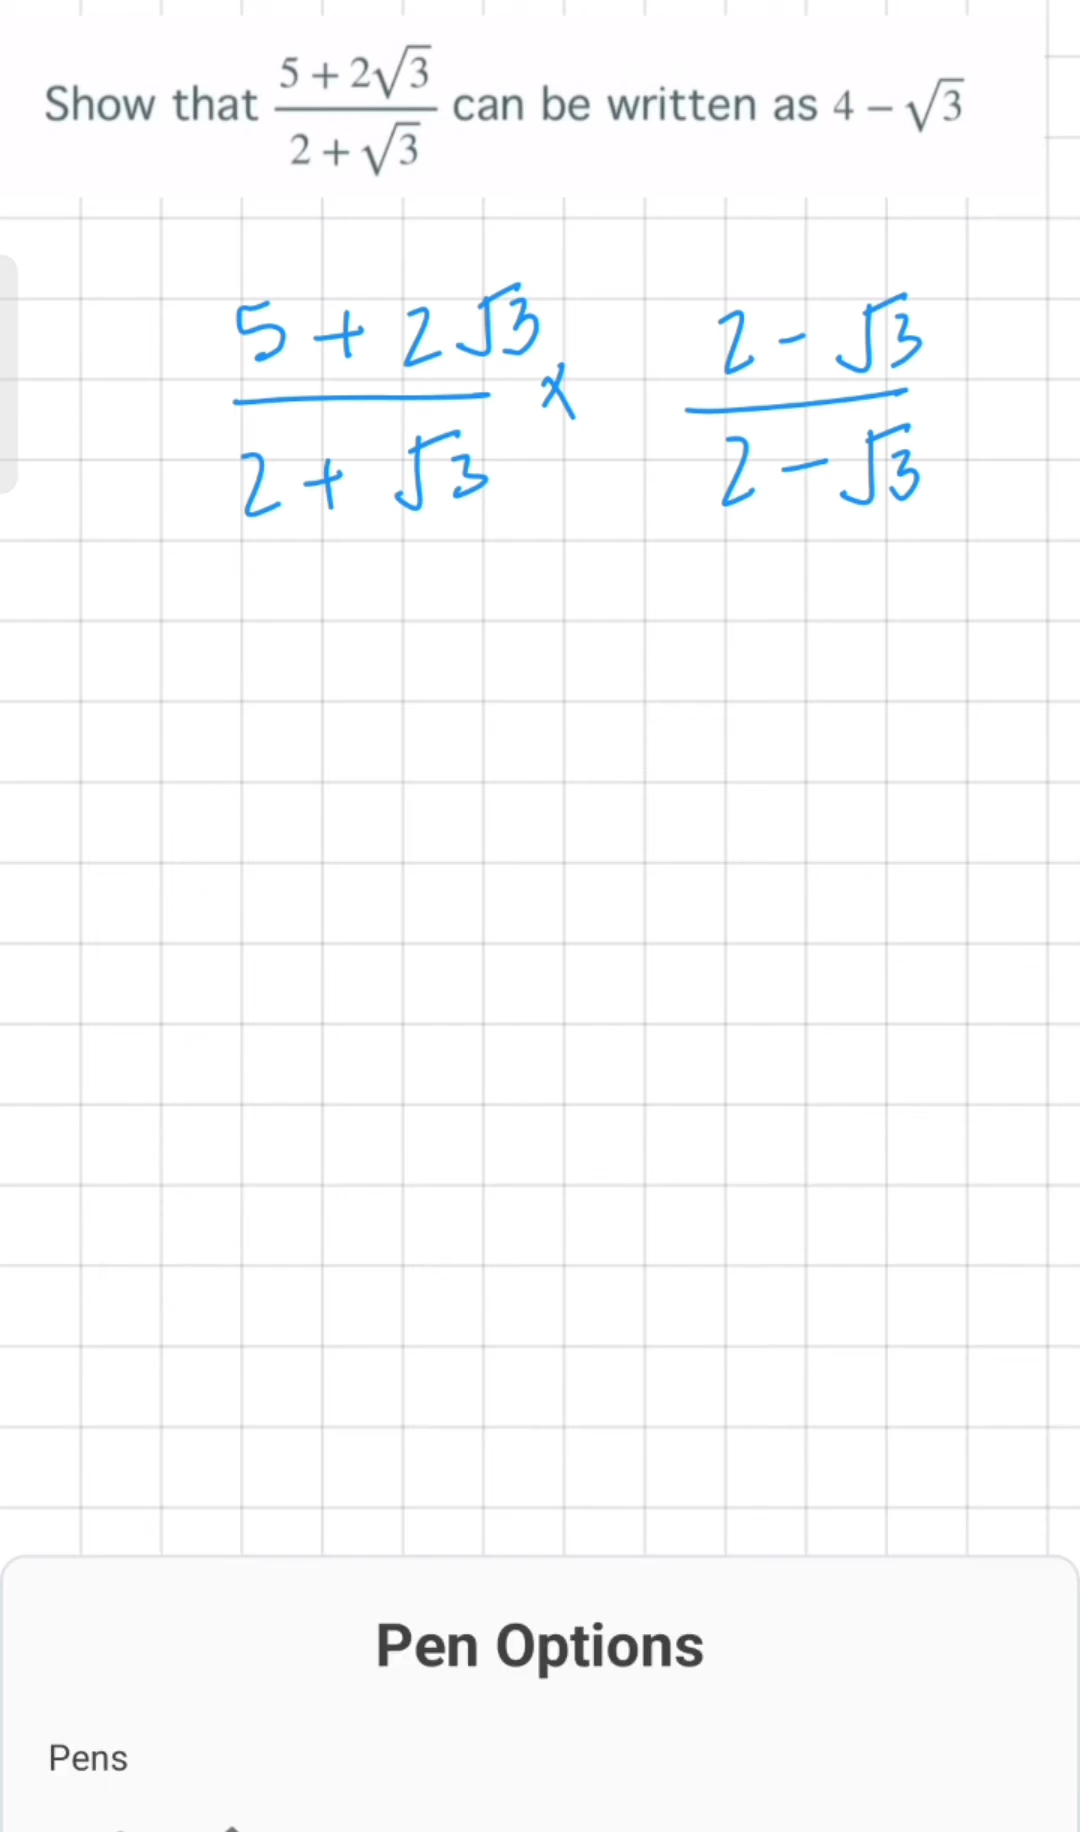 Show that (5 + 2√3)/(2 + √3) can be written as 4 − √3
(5 + 2√3)/(2 + √3) × (2 - √3)/(2 - √3)
Pen Options
Pens